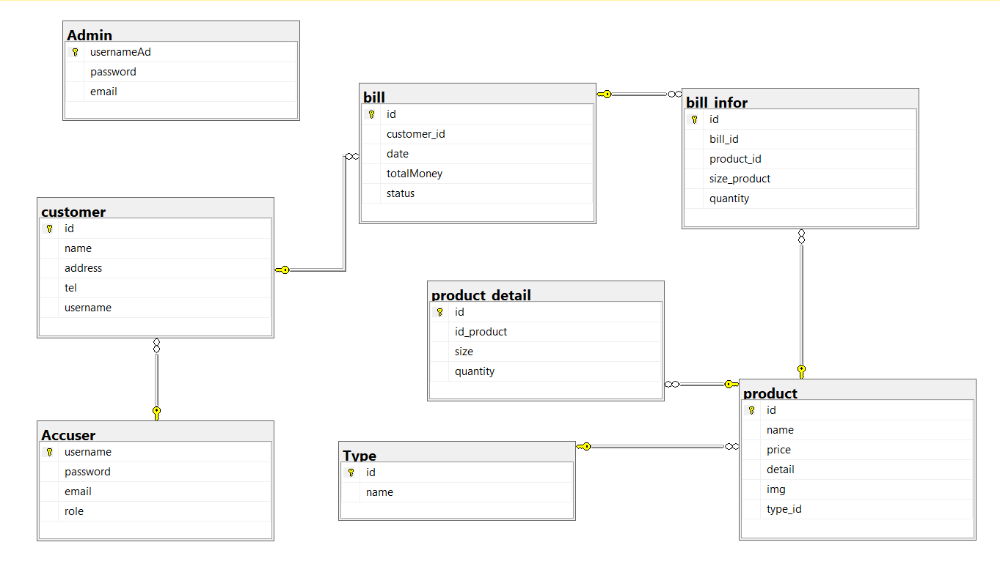 Admin
usernameAd
password
email
bill
id
customer_id
date
totalMoney
status
bill_infor
id
bill_id
product_id
size_product
quantity
customer
id
name
address
tel
username
product_detail
id
id_product
size
quantity
product
id
name
price
detail
img
type_id
Accuser
username
password
email
role
Type
id
name